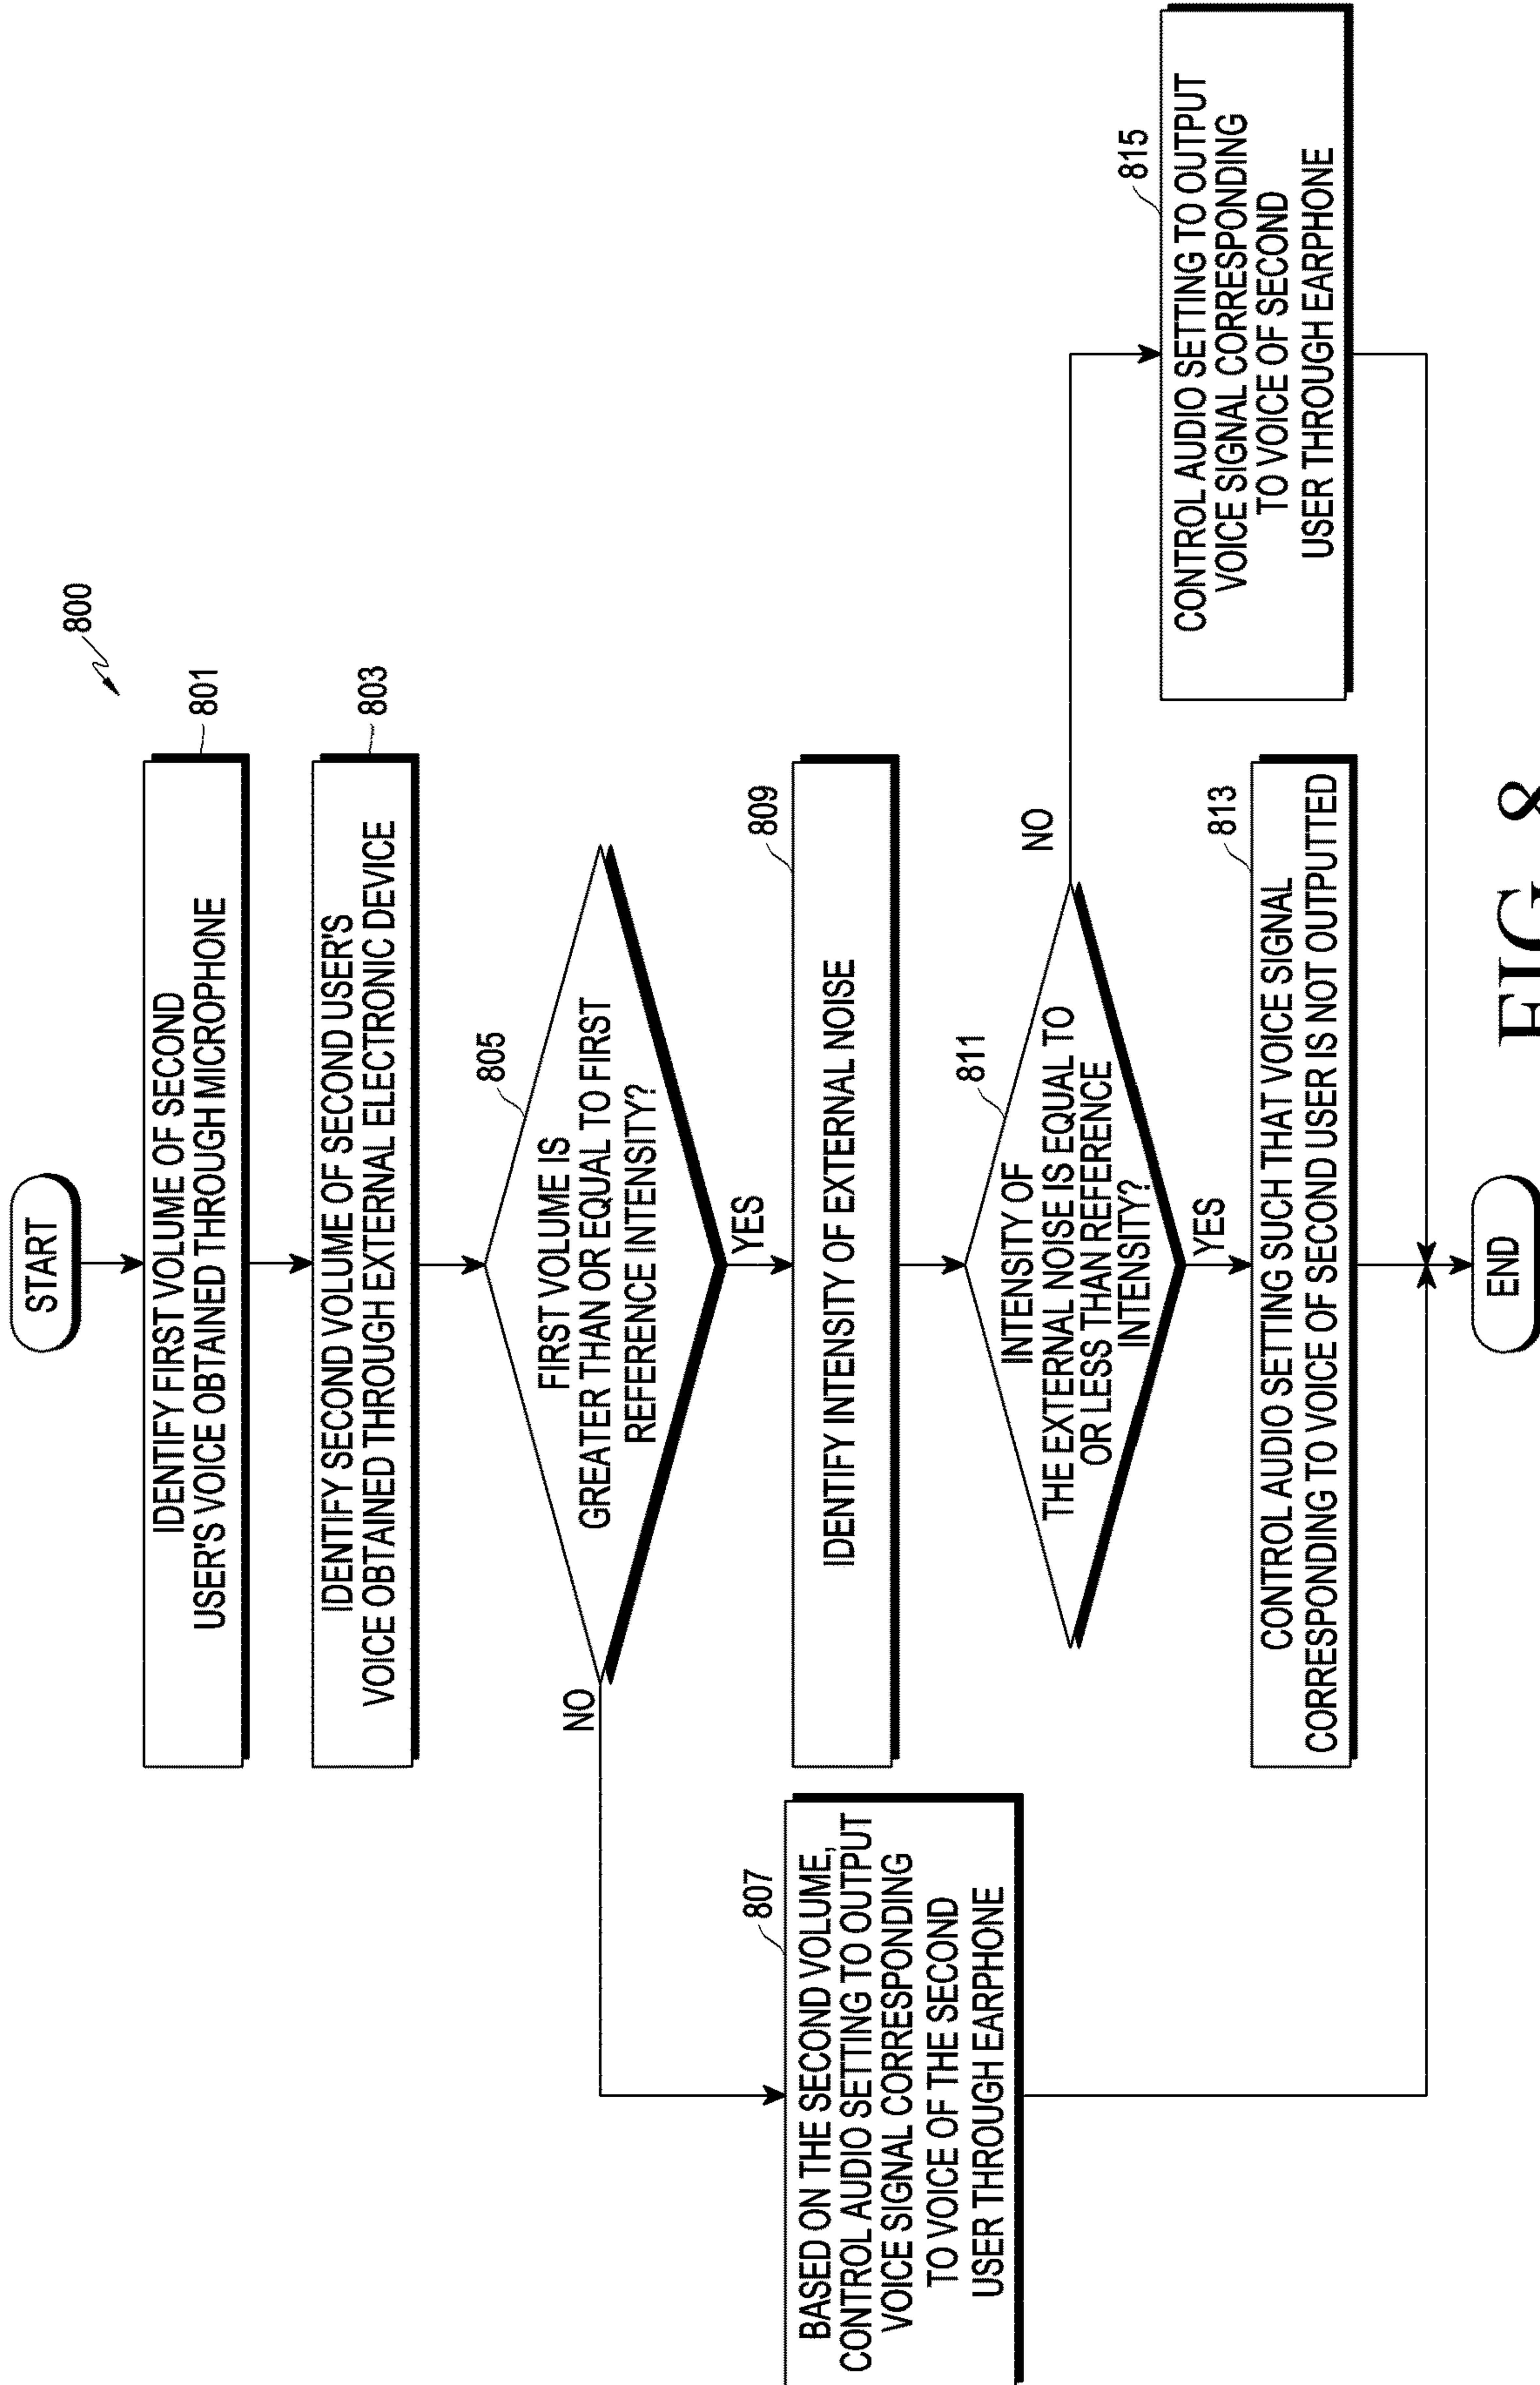 800
START
IDENTIFY FIRST VOLUME OF SECOND
USER'S VOICE OBTAINED THROUGH MICROPHONE
801
IDENTIFY SECOND VOLUME OF SECOND USER'S
VOICE OBTAINED THROUGH EXTERNAL ELECTRONIC DEVICE
803
805
FIRST VOLUME IS
GREATER THAN OR EQUAL TO FIRST
REFERENCE INTENSITY?
NO
YES
807
BASED ON THE SECOND VOLUME,
CONTROL AUDIO SETTING TO OUTPUT
VOICE SIGNAL CORRESPONDING
TO VOICE OF THE SECOND
USER THROUGH EARPHONE
809
IDENTIFY INTENSITY OF EXTERNAL NOISE
811
INTENSITY OF
THE EXTERNAL NOISE IS EQUAL TO
OR LESS THAN REFERENCE
INTENSITY?
NO
YES
813
CONTROL AUDIO SETTING SUCH THAT VOICE SIGNAL
CORRESPONDING TO VOICE OF SECOND USER IS NOT OUTPUTTED
815
CONTROL AUDIO SETTING TO OUTPUT
VOICE SIGNAL CORRESPONDING
TO VOICE OF SECOND
USER THROUGH EARPHONE
END
FIG. 8